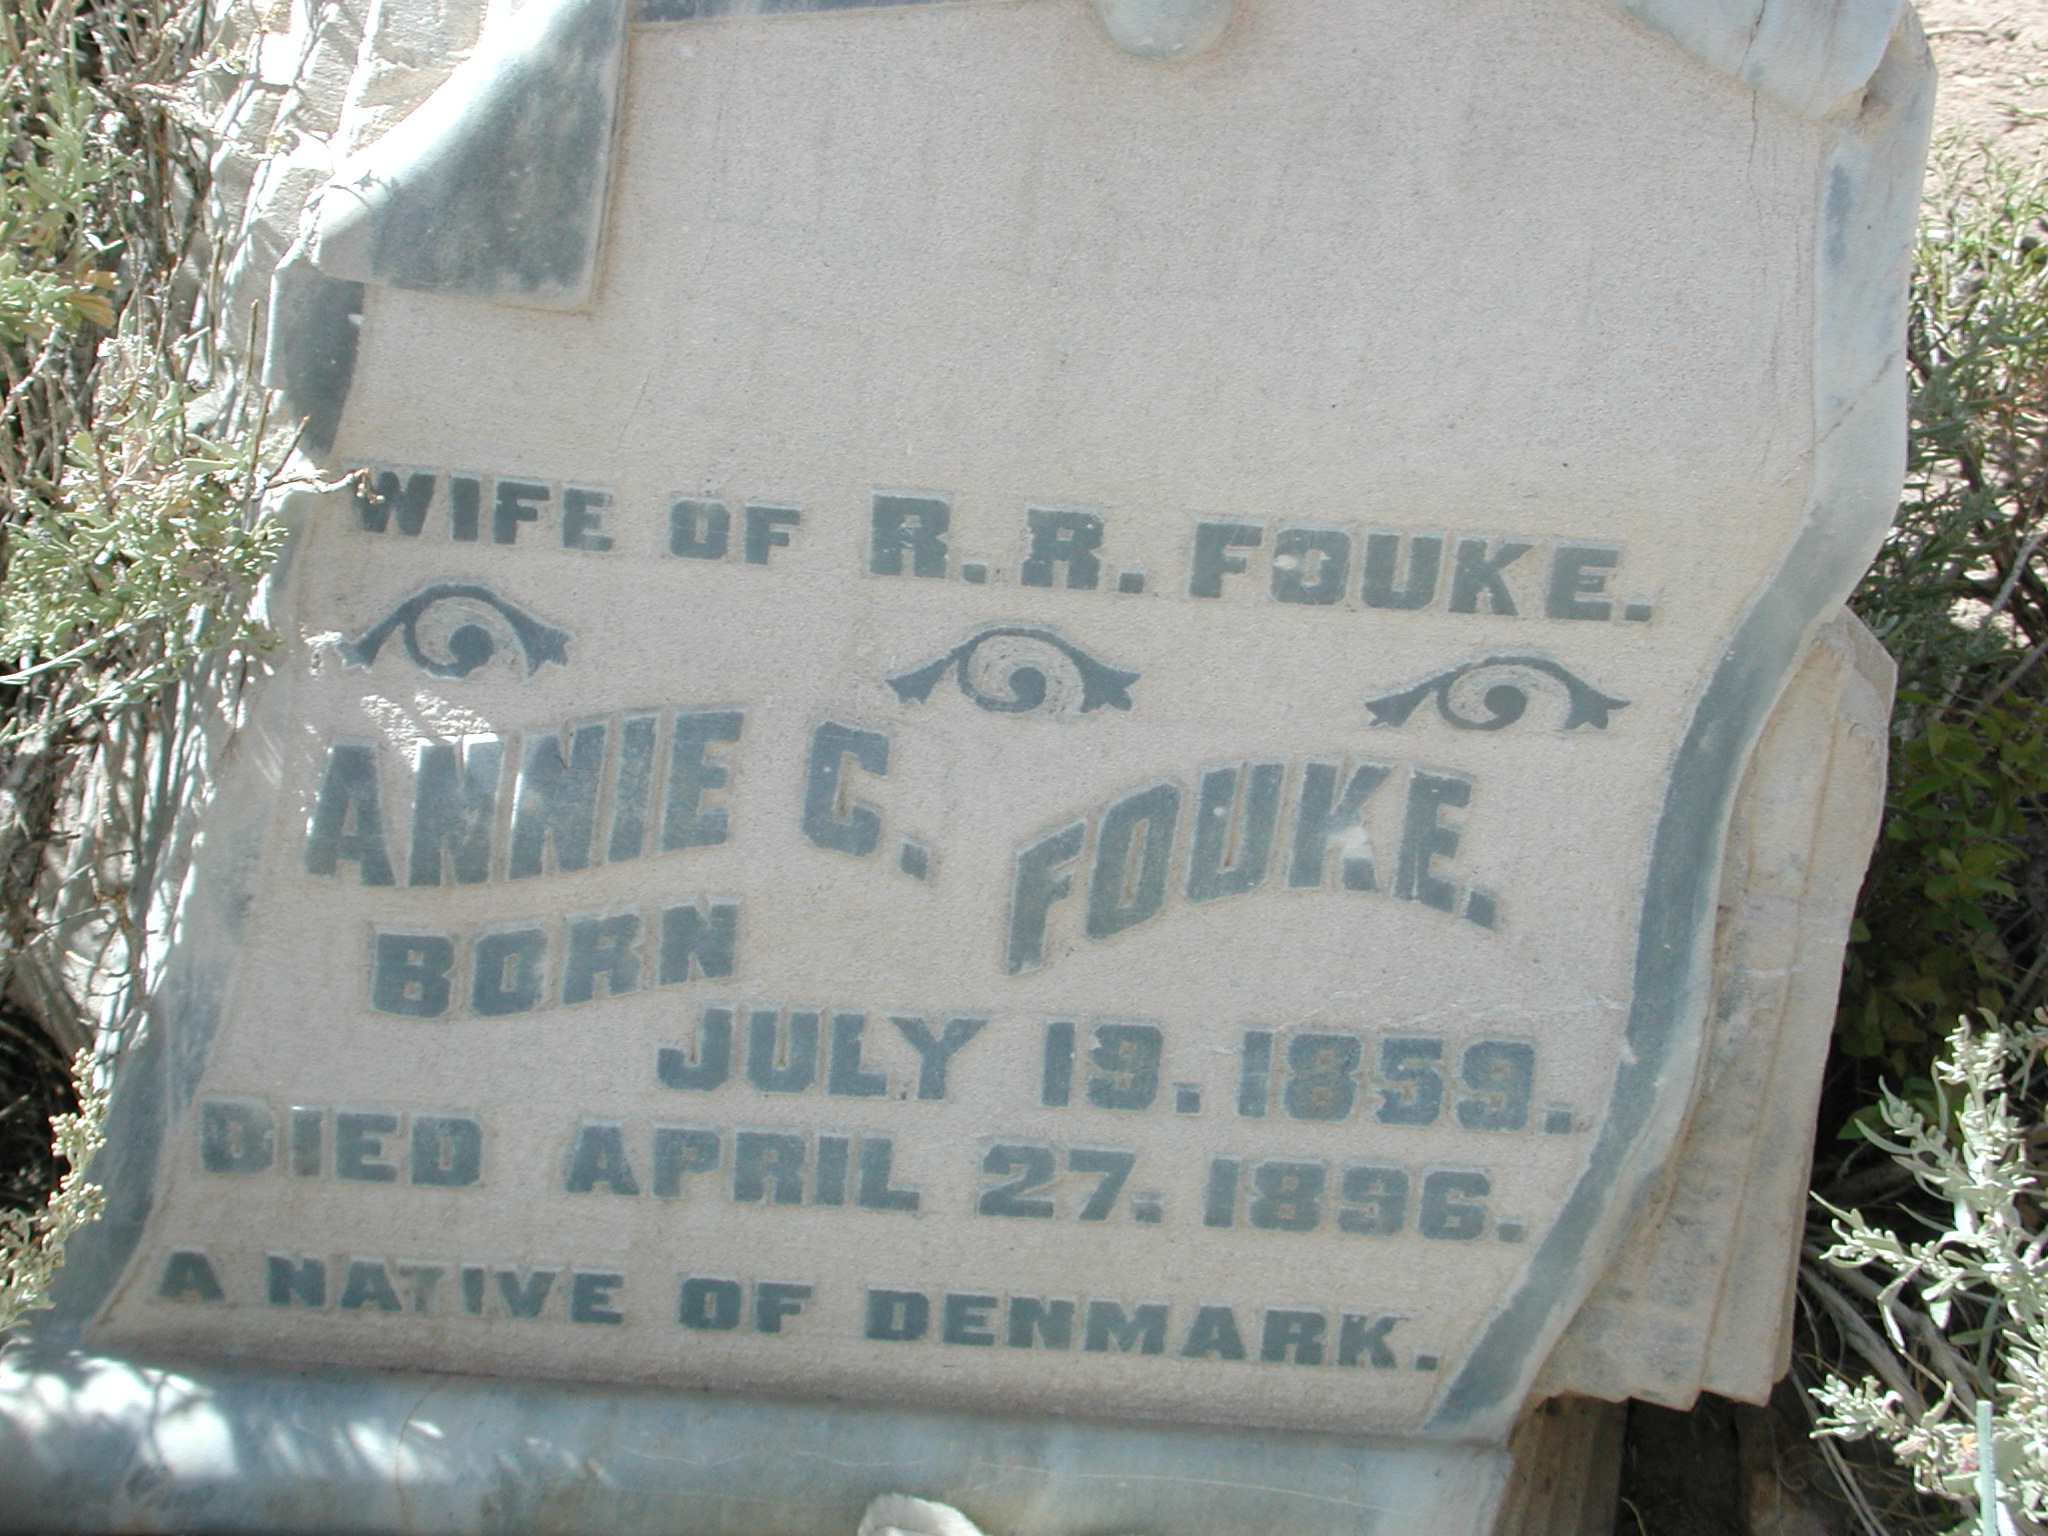 WIFE OF R. R. FOUKE.
ANNIE C. FOUKE.
BORN
JULY 19. 1859.
DIED APRIL 27. 1896.
A NATIVE OF DENMARK.